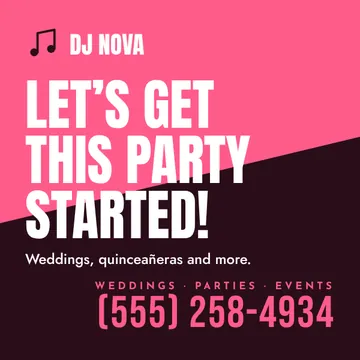 DJ NOVA
LET’S GET
THIS PARTY
STARTED!
Weddings, quinceañeras and more.
WEDDINGS · PARTIES · EVENTS
(555) 258-4934